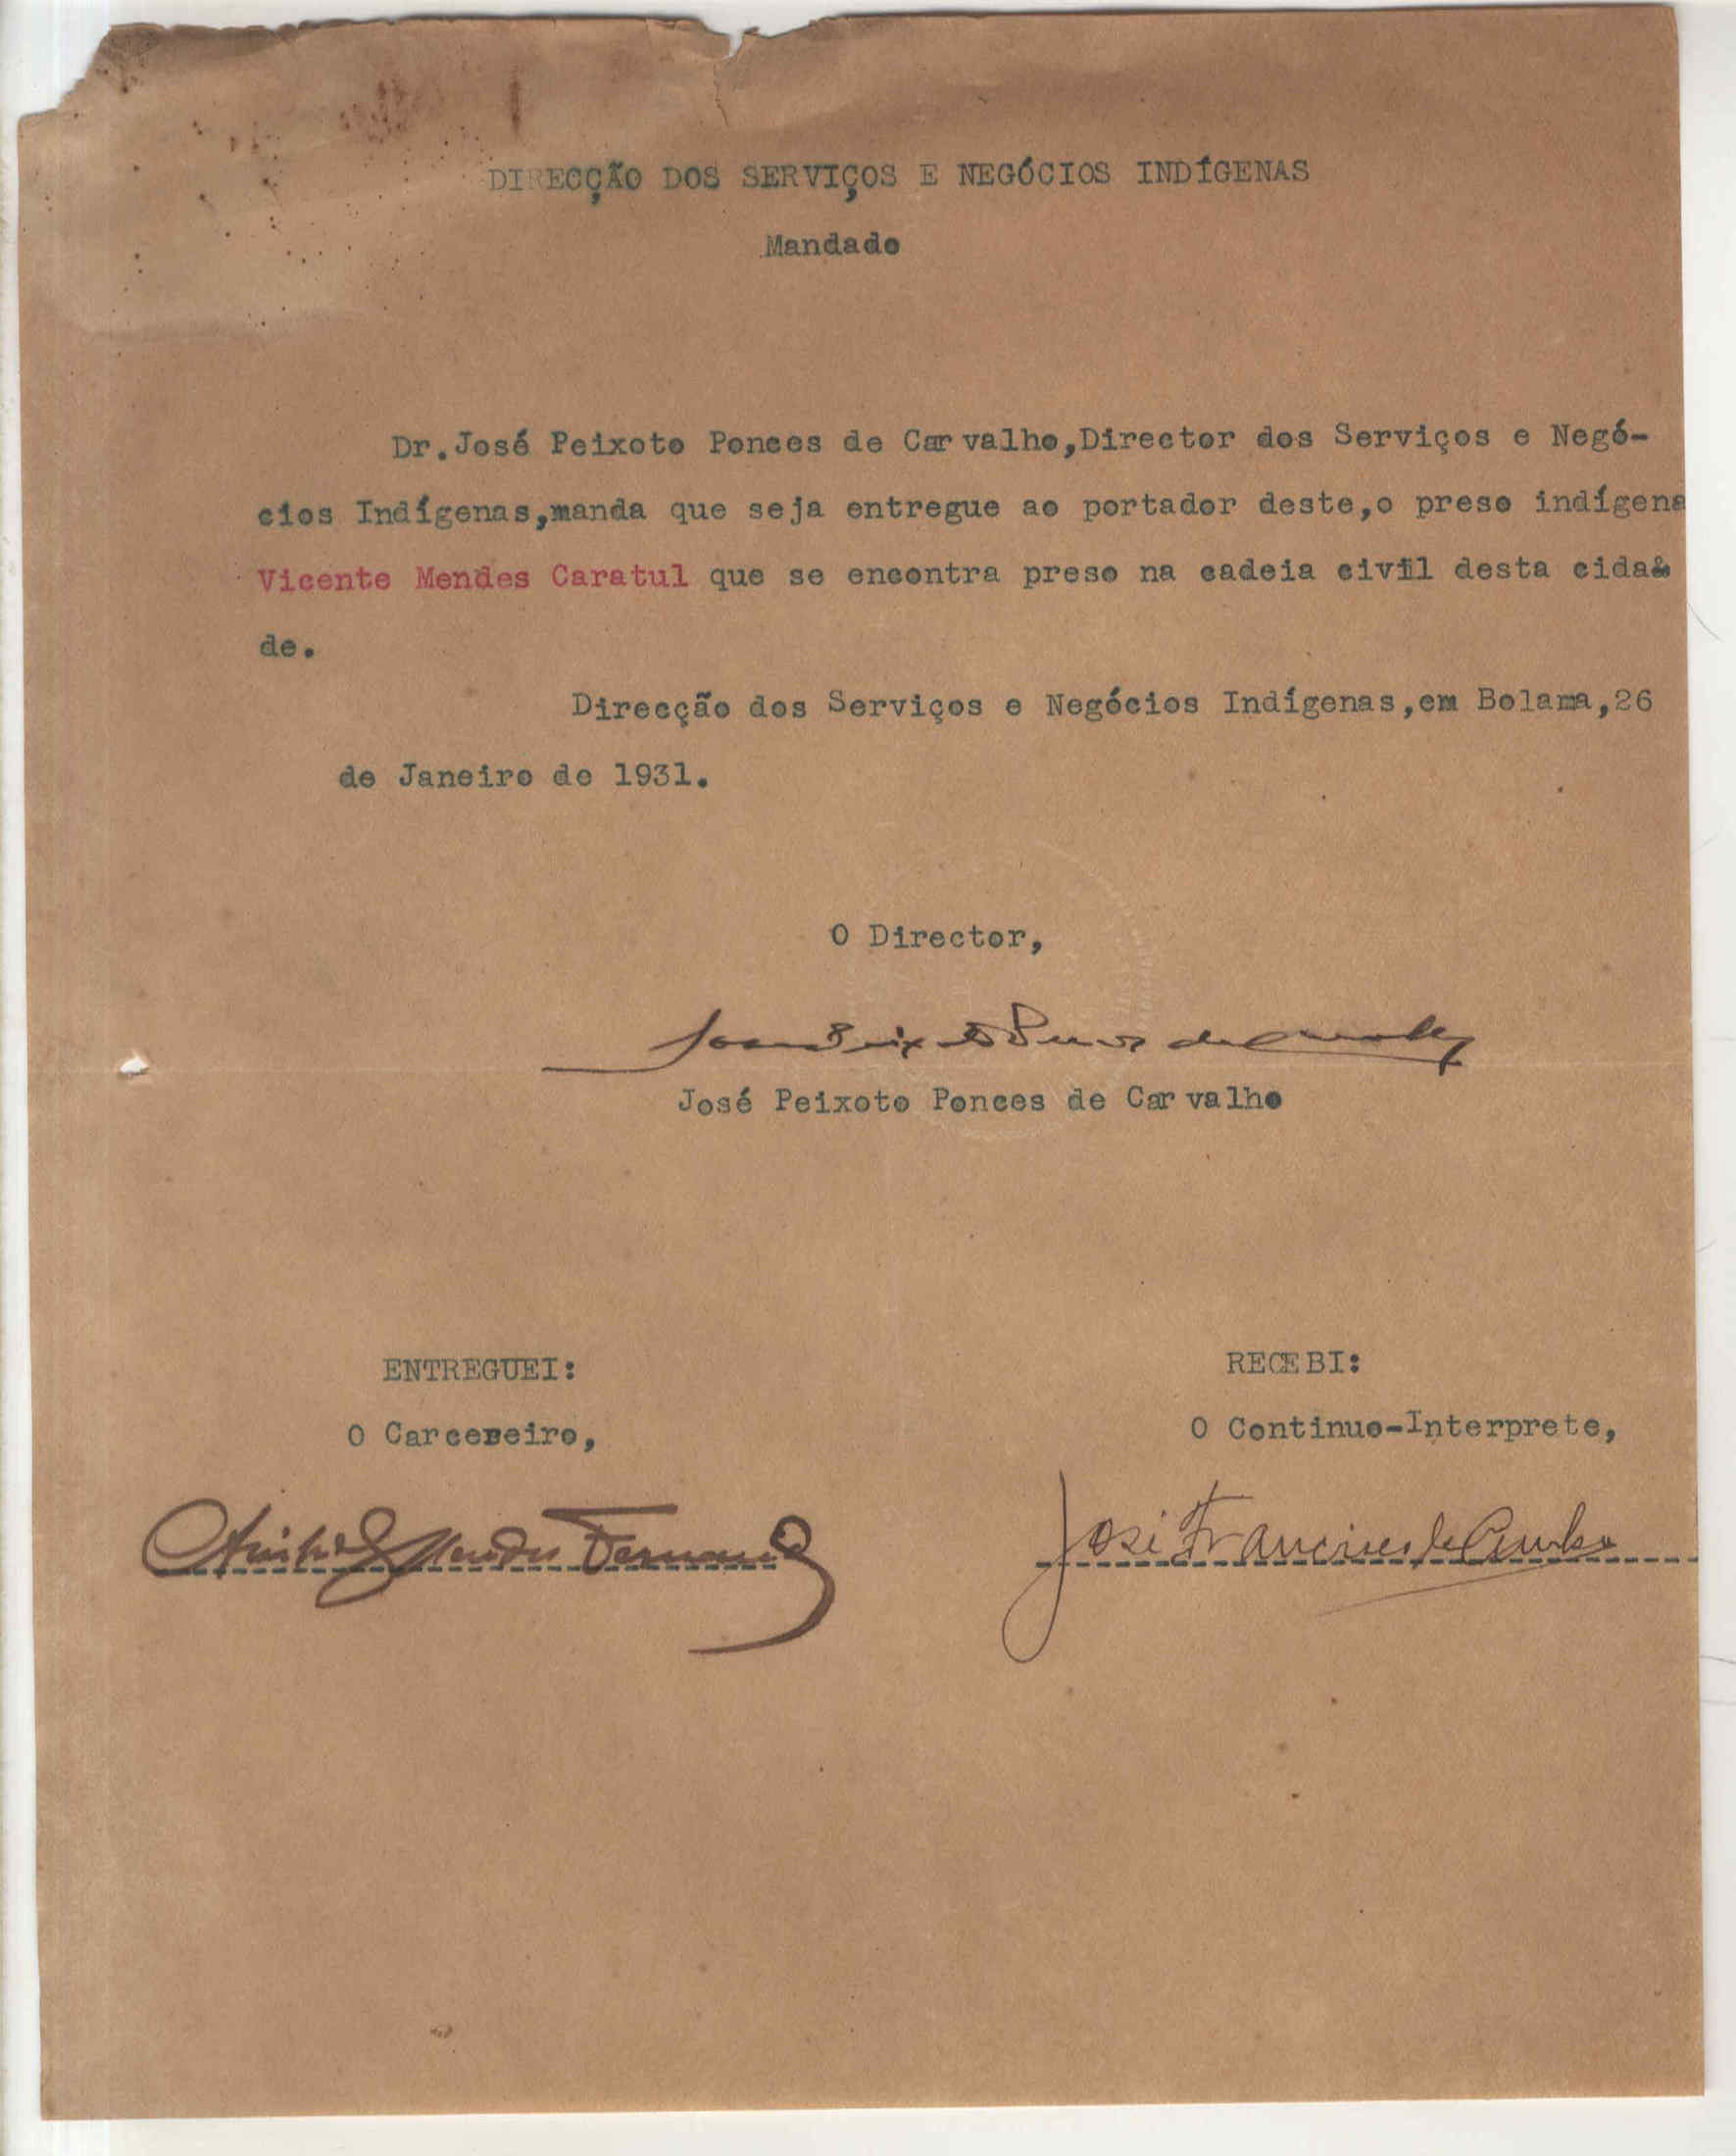 DIRECÇÃO DOS SERVIÇOS E NEGÓCIOS INDÍGENAS
Mandado
Dr.José Peixoto Ponces de Carvalho,Director dos Serviços e Negó-
cios Indígenas,manda que seja entregue ao portador deste,o preso indígena
Vicente Mendes Caratul que se encontra preso na cadeia civil desta cida
de.
Direcção dos Serviços e Negócios Indígenas,em Bolama,26
de Janeiro de 1931.
O Director,
José Peixoto Ponces de Carvalho
ENTREGUEI:
RECEBI:
O Carcereiro,
O Continuo-Interprete,
Mendes Fernandes
José Francisco de